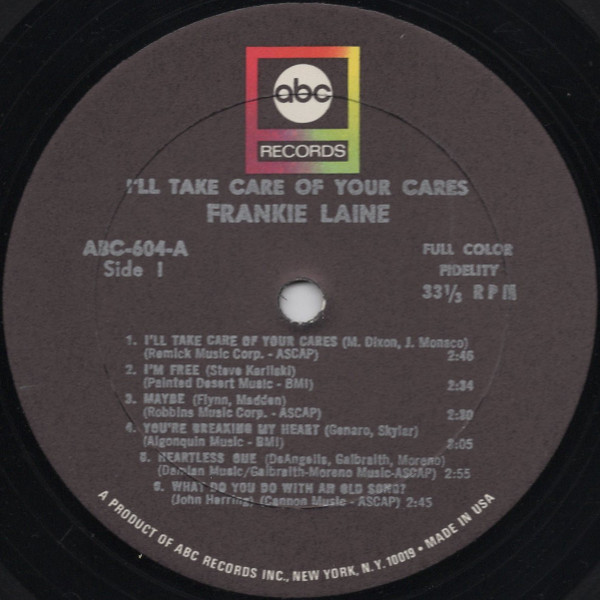 abc
RECORDS
I'LL TAKE CARE OF YOUR CARES
FRANKIE LAINE
ABC-604-A
Side 1
FULL COLOR
FIDELITY
33⅓ RPM
1. I'LL TAKE CARE OF YOUR CARES (M. Dixon, J. Monaco)
(Remick Music Corp. - ASCAP) 2:46
2. I'M FREE (Steve Karliski)
(Painted Desert Music - BMI) 2:34
3. MAYBE (Flynn, Madden)
(Robbins Music Corp. - ASCAP) 2:30
4. YOU'RE BREAKING MY HEART (Genaro, Skylar)
(Algonquin Music - BMI) 2:05
5. HEARTLESS ONE (DeAngelis, Galbraith, Moreno)
(Damian Music/Galbraith-Moreno Music-ASCAP) 2:55
6. WHAT DO YOU DO WITH AN OLD SONG?
(John Herring) (Cannon Music - ASCAP) 2:45
A PRODUCT OF ABC RECORDS INC., NEW YORK, N.Y. 10019 • MADE IN USA